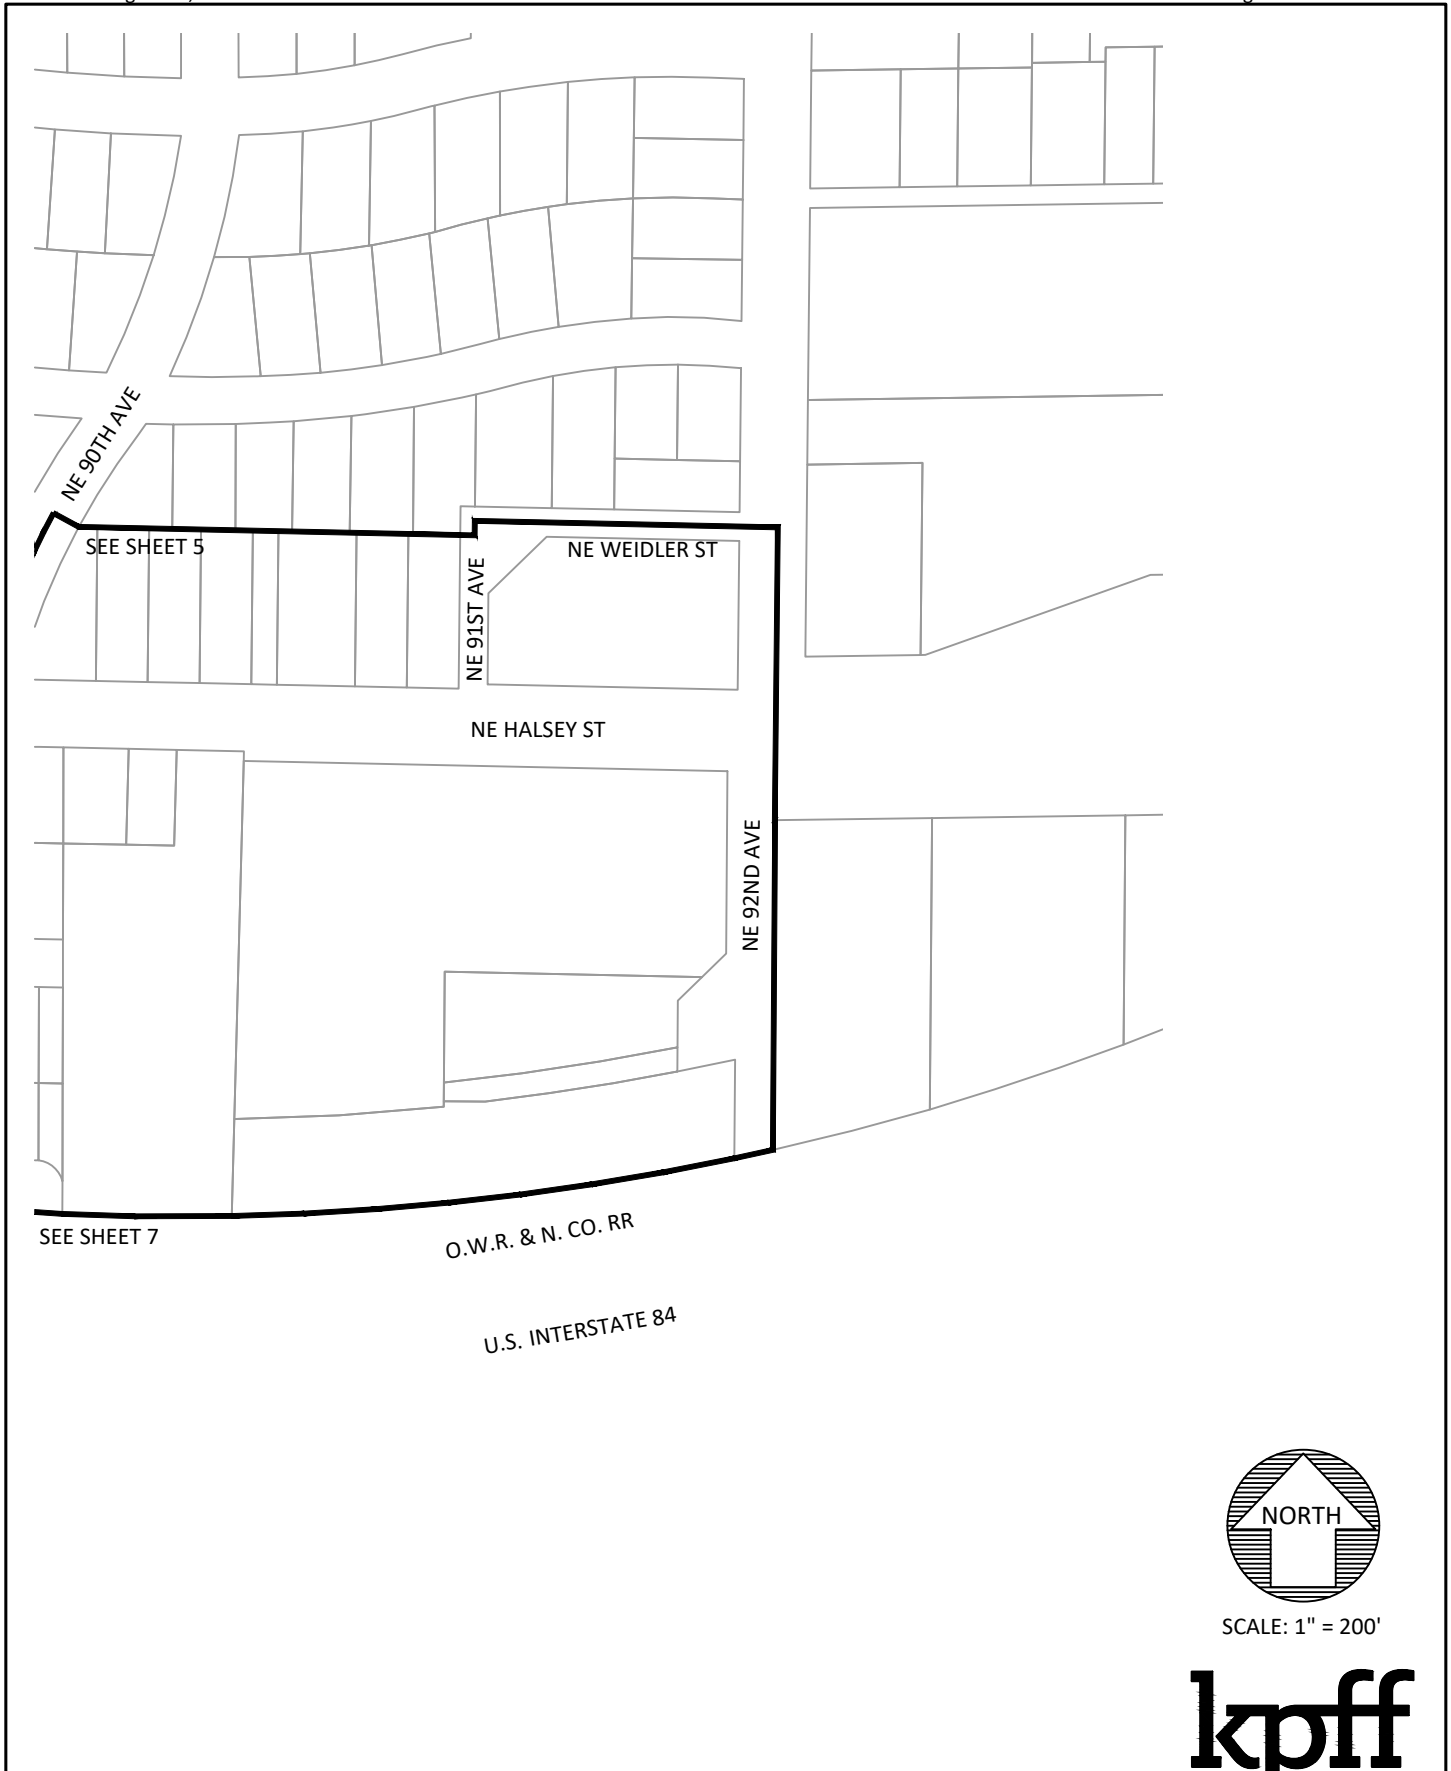 NE 90TH AVE
SEE SHEET 5
NE WEIDLER ST
NE 91ST AVE
NE HALSEY ST
NE 92ND AVE
SEE SHEET 7
O.W.R. & N. CO. RR
U.S. INTERSTATE 84
NORTH
SCALE: 1" = 200'
kpff